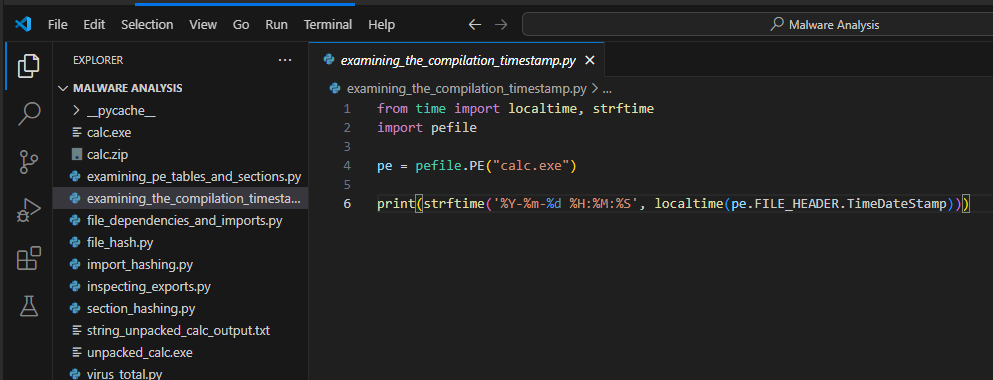 File Edit Selection View Go Run Terminal Help Malware Analysis
EXPLORER
MALWARE ANALYSIS
__pycache__
calc.exe
calc.zip
examining_pe_tables_and_sections.py
examining_the_compilation_timesta...
file_dependencies_and_imports.py
file_hash.py
import_hashing.py
inspecting_exports.py
section_hashing.py
string_unpacked_calc_output.txt
unpacked_calc.exe
virus_total.py
examining_the_compilation_timestamp.py
examining_the_compilation_timestamp.py > ...
1 from time import localtime, strftime
2 import pefile
3
4 pe = pefile.PE("calc.exe")
5
6 print(strftime('%Y-%m-%d %H:%M:%S', localtime(pe.FILE_HEADER.TimeDateStamp)))